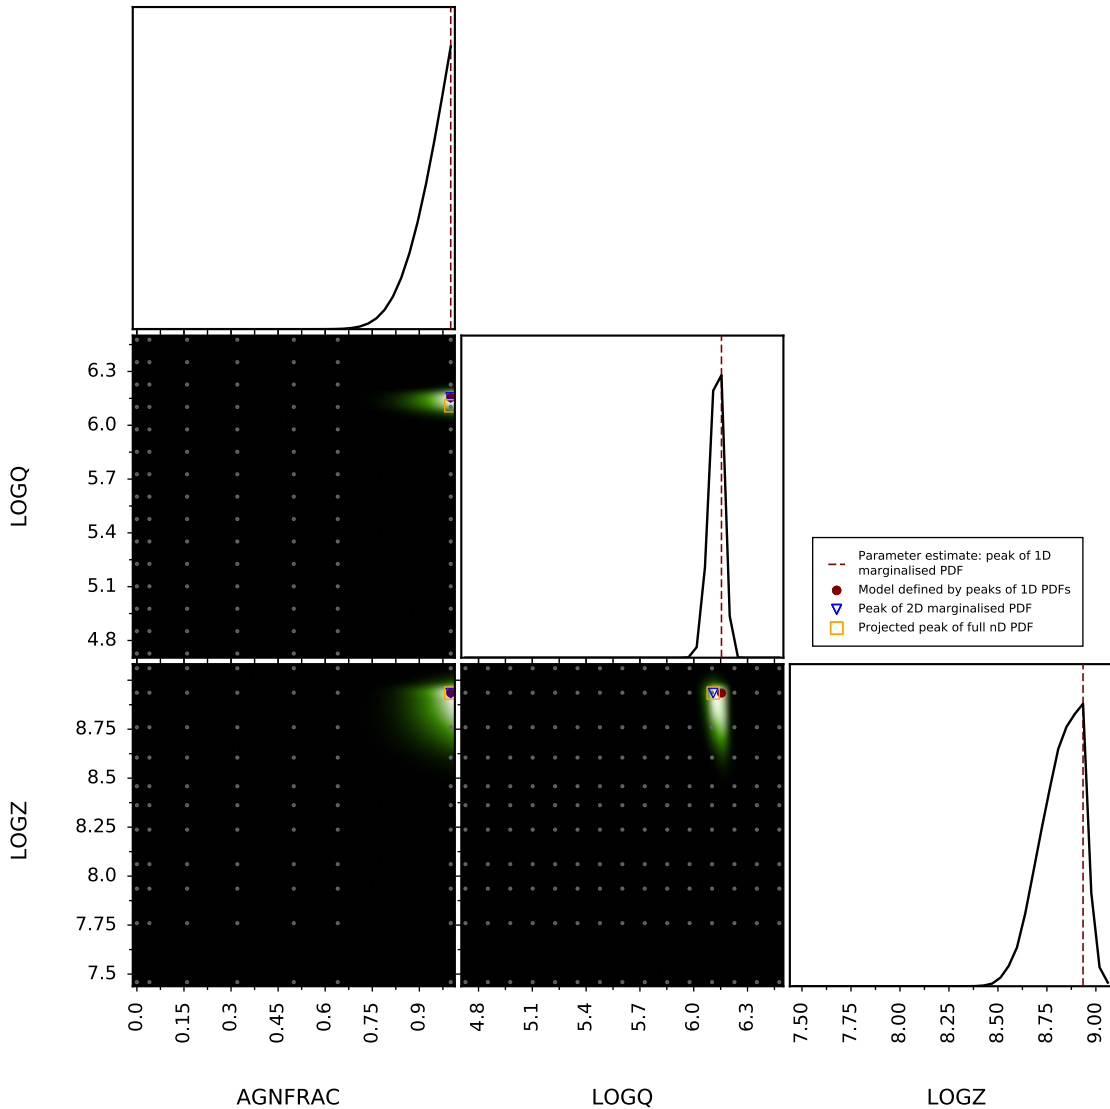 LOGQ
6.3
6.0
5.7
5.4
5.1
4.8
Parameter estimate: peak of 1D
marginalised PDF
Model defined by peaks of 1D PDFs
Peak of 2D marginalised PDF
Projected peak of full nD PDF
LOGZ
8.75
8.5
8.25
8.0
7.75
7.5
0.0 0.15 0.3 0.45 0.6 0.75 0.9
4.8 5.1 5.4 5.7 6.0 6.3
7.50 7.75 8.00 8.25 8.50 8.75 9.00
AGNFRAC LOGQ LOGZ